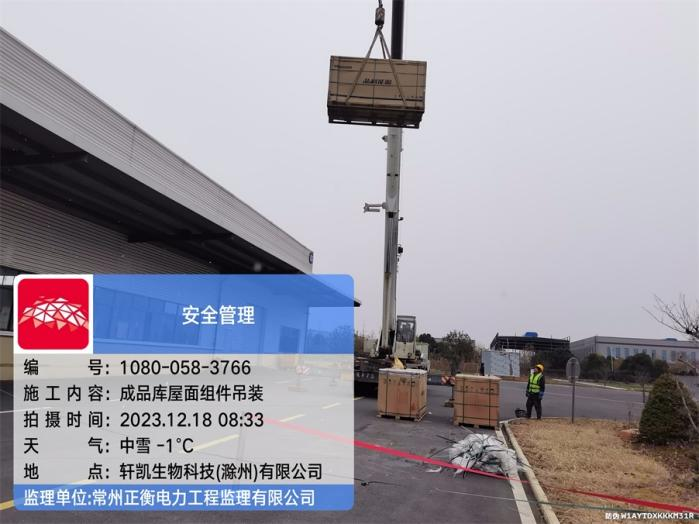 安全管理
编 号：1080-058-3766
施工内容：成品库屋面组件吊装
拍摄时间：2023.12.18 08:33
天 气：中雪 -1℃
地 点：轩凯生物科技(滁州)有限公司
监理单位:常州正衡电力工程监理有限公司
防伪 W1AYTDXKKKM31R